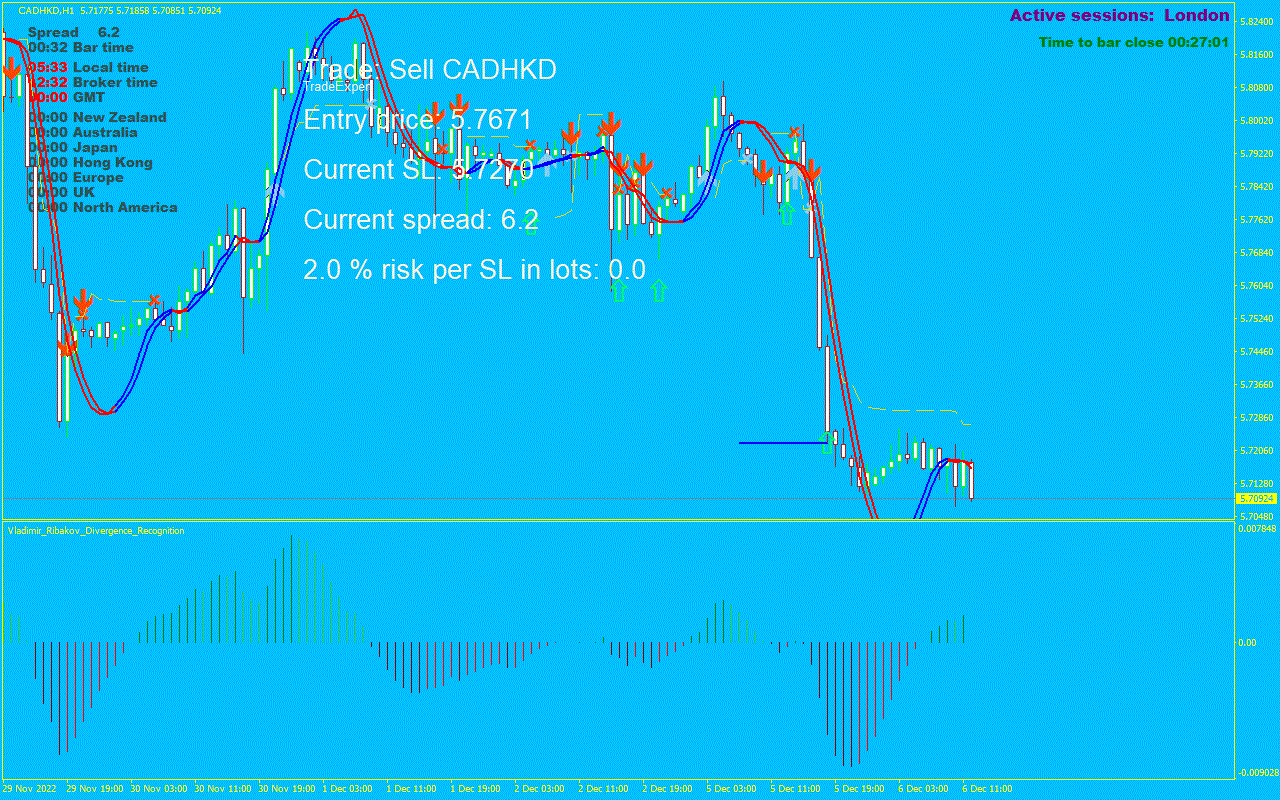 CADHKD,H1 5.71775 5.71858 5.70851 5.70924
Active sessions: London
Time to bar close 00:27:01
Spread 6.2
00:32 Bar time
05:33 Local time
12:32 Broker time
00:00 GMT
00:00 New Zealand
00:00 Australia
00:00 Japan
00:00 Hong Kong
00:00 Europe
00:00 UK
00:00 North America
Trade: Sell CADHKD
TradeExpert
Entry price: 5.7671
Current SL: 5.7270
Current spread: 6.2
2.0 % risk per SL in lots: 0.0
5.82400
5.81600
5.80800
5.80020
5.79220
5.78420
5.77620
5.76840
5.76040
5.75240
5.74460
5.73660
5.72860
5.72060
5.71280
5.70924
5.70480
Vladimir_Ribakov_Divergence_Recognition
0.007848
0.00
-0.009028
29 Nov 2022
29 Nov 19:00
30 Nov 03:00
30 Nov 11:00
30 Nov 19:00
1 Dec 03:00
1 Dec 11:00
1 Dec 19:00
2 Dec 03:00
2 Dec 11:00
2 Dec 19:00
5 Dec 03:00
5 Dec 11:00
5 Dec 19:00
6 Dec 03:00
6 Dec 11:00